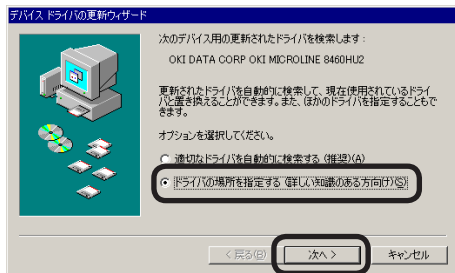 デバイス ドライバの更新ウィザード
次のデバイス用の更新されたドライバを検索します:
OKI DATA CORP OKI MICROLINE 8460HU2
更新されたドライバを自動的に検索して、現在使用されているドライ
バと置き換えることができます。また、ほかのドライバを指定することもで
きます。
オプションを選択してください。
適切なドライバを自動的に検索する (推奨)(A)
ドライバの場所を指定する (詳しい知識のある方向け)(S)
< 戻る(B)
次へ >
キャンセル